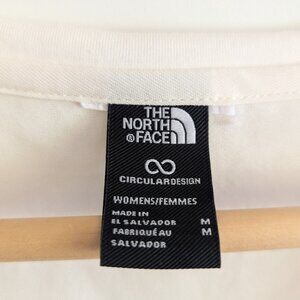 THE
NORTH
FACE
CIRCULARDESIGN
WOMENS/FEMMES
MADE IN
EL SALVADOR M
FABRIQUÉ AU M
SALVADOR